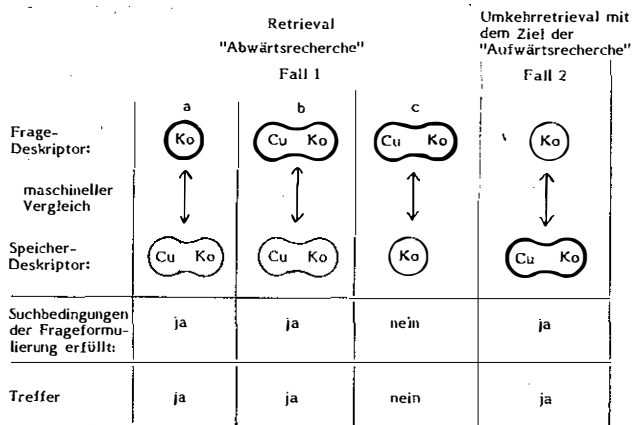 Retrieval
"Abwärtsrecherche"
Fall 1
Umkehrretrieval mit
dem Ziel der
"Aufwärtsrecherche"
Fall 2
a b c
Frage-
Deskriptor:
Ko
Cu Ko
Cu Ko
Ko
maschineller
Vergleich
Speicher-
Deskriptor:
Cu Ko
Cu Ko
Ko
Cu Ko
Suchbedingungen
der Frageformu-
lierung erfüllt:
ja ja nein ja
Treffer ja ja nein ja